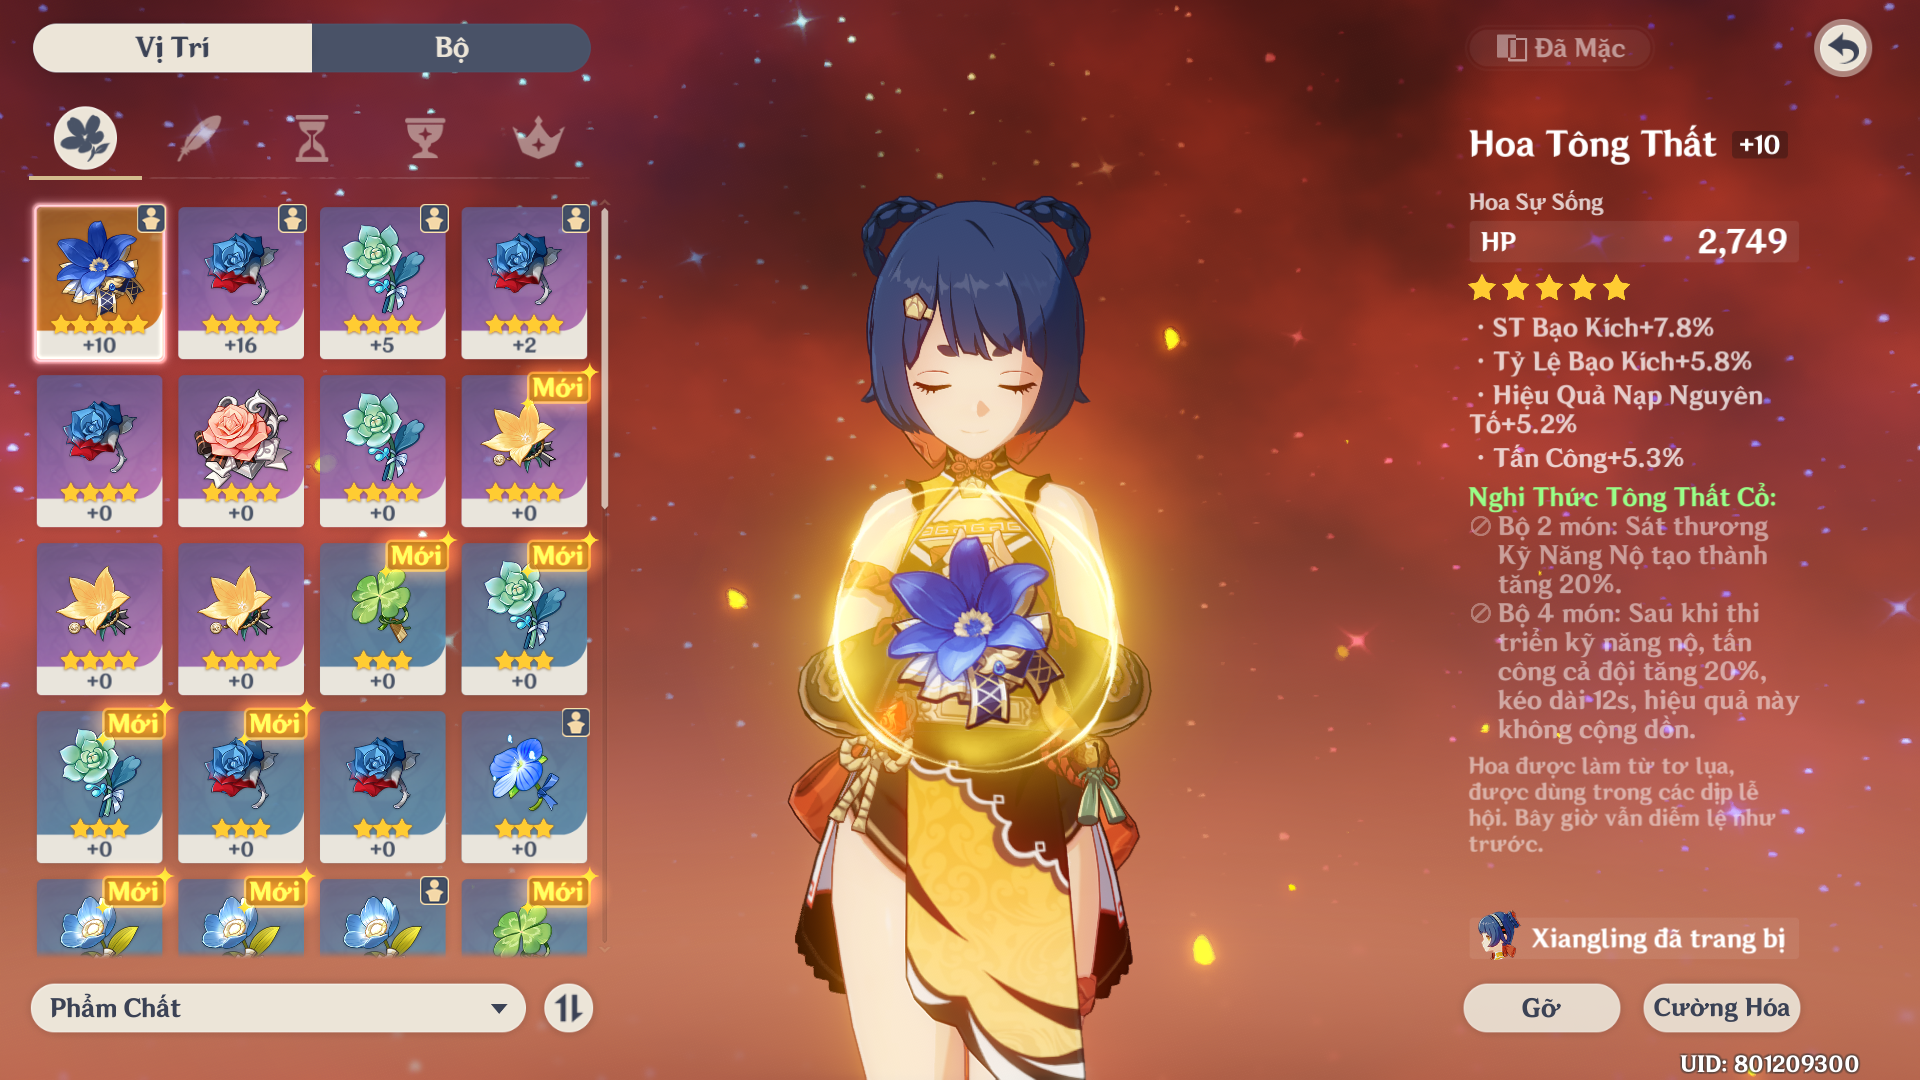 Vị Trí
Bộ
Đã Mặc
Hoa Tông Thất +10
Hoa Sự Sống
HP 2,749
· ST Bạo Kích+7.8%
· Tỷ Lệ Bạo Kích+5.8%
· Hiệu Quả Nạp Nguyên
Tố+5.2%
· Tấn Công+5.3%
Nghi Thức Tông Thất Cổ:
Bộ 2 món: Sát thương
Kỹ Năng Nộ tạo thành
tăng 20%.
Bộ 4 món: Sau khi thi
triển kỹ năng nộ, tấn
công cả đội tăng 20%,
kéo dài 12s, hiệu quả này
không cộng dồn.
Hoa được làm từ tơ lụa,
được dùng trong các dịp lễ
hội. Bây giờ vẫn diễm lệ như
trước.
Xiangling đã trang bị
Gỡ
Cường Hóa
UID: 801209300
+10 +16 +5 +2
Mới
+0 +0 +0 +0
Mới Mới
+0 +0 +0 +0
Mới Mới
+0 +0 +0 +0
Mới Mới Mới
Phẩm Chất